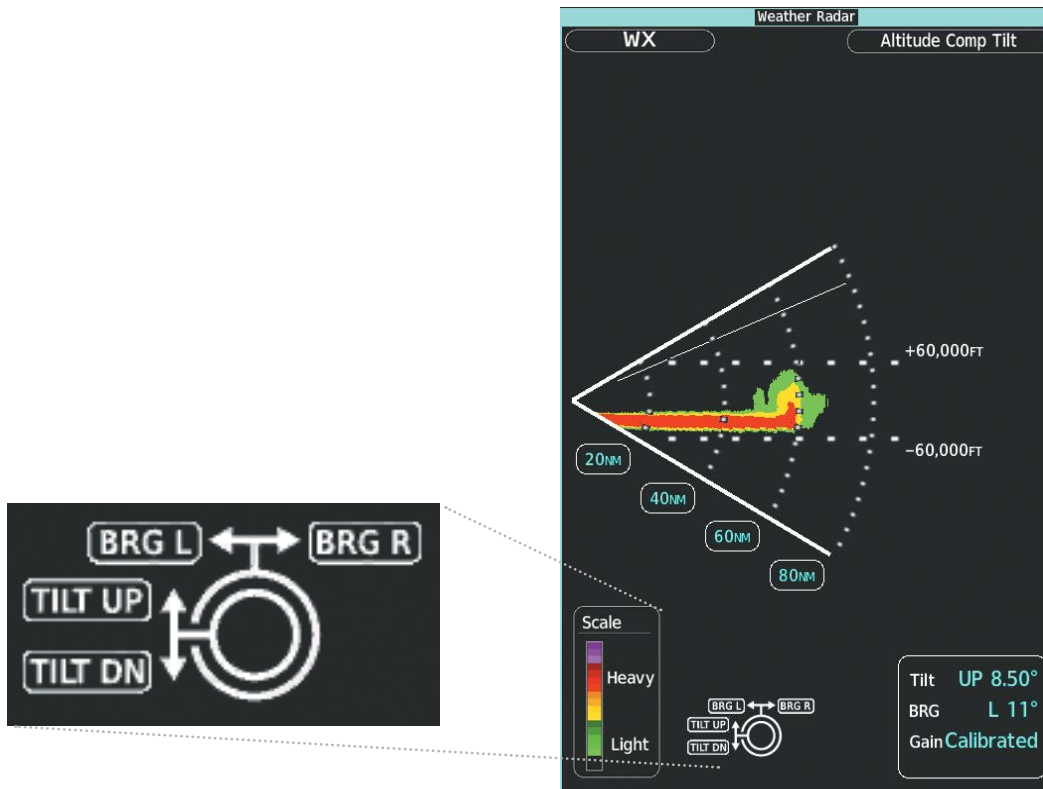 Weather Radar
WX
Altitude Comp Tilt
+60,000FT
-60,000FT
20NM
40NM
60NM
80NM
Scale
Heavy
Light
BRG L BRG R
TILT UP
TILT DN
Tilt UP 8.50°
BRG L 11°
Gain Calibrated
BRG L BRG R
TILT UP
TILT DN